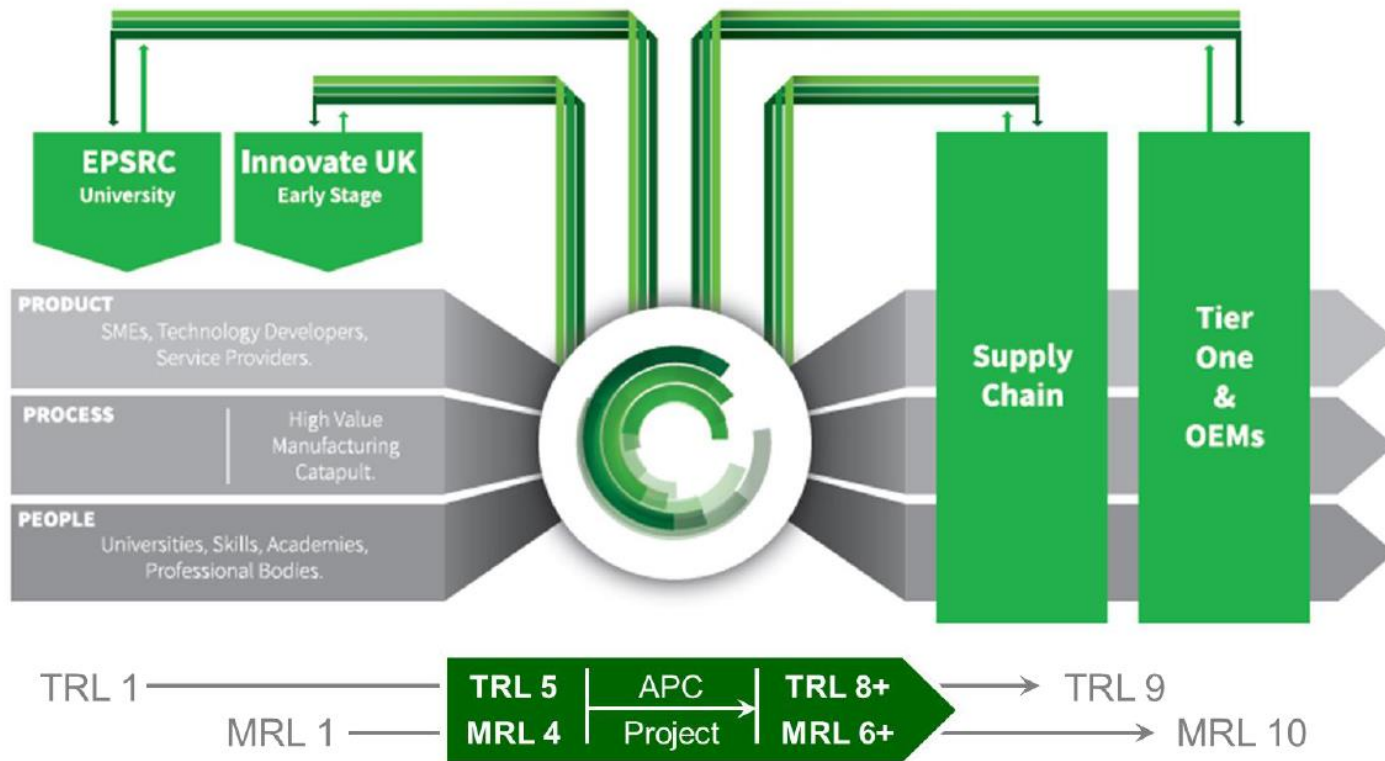 EPSRC
University
Innovate UK
Early Stage
PRODUCT
SMEs, Technology Developers,
Service Providers.
PROCESS
High Value
Manufacturing
Catapult.
PEOPLE
Universities, Skills, Academies,
Professional Bodies.
Supply
Chain
Tier
One
&
OEMs
TRL 1
TRL 5
APC
TRL 8+
TRL 9
MRL 1
MRL 4
Project
MRL 6+
MRL 10